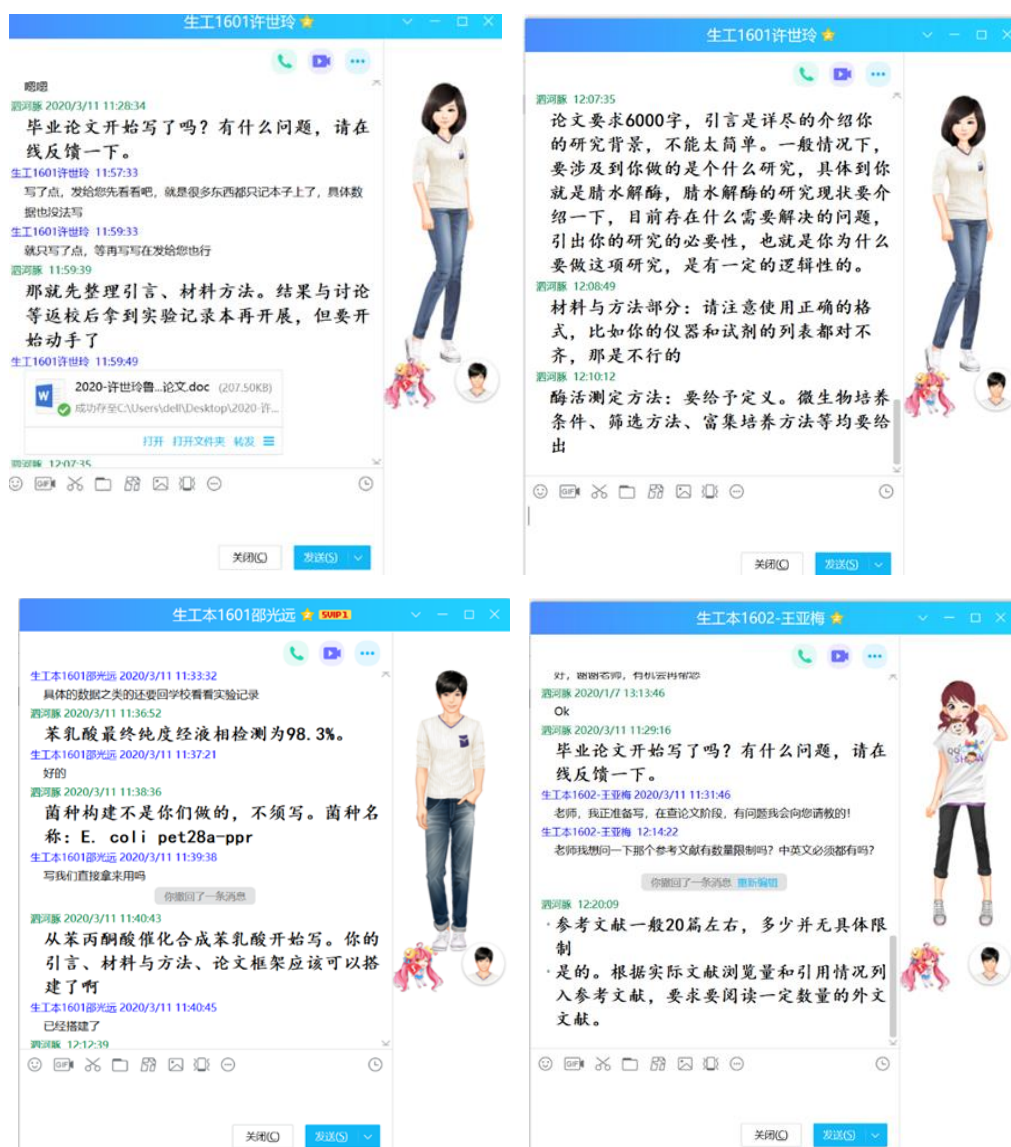 生工1601许世玲
嗯嗯
泗河豚 2020/3/11 11:28:34
毕业论文开始写了吗？有什么问题，请在
线反馈一下。
生工1601许世玲 11:57:33
写了点，发给您先看看吧，就是很多东西都只记本子上了，具体数
据也没法写
生工1601许世玲 11:59:33
就只写了点，等再写写在发给您也行
泗河豚 11:59:39
那就先整理引言、材料方法。结果与讨论
等返校后拿到实验记录本再开展，但要开
始动手了
生工1601许世玲 11:59:49
2020-许世玲鲁...论文.doc (207.50KB)
成功存至C:\Users\dell\Desktop\2020-许...
打开 打开文件夹 转发
泗河豚 12:07:35
关闭(C) 发送(S)
生工1601许世玲
泗河豚 12:07:35
论文要求6000字，引言是详尽的介绍你
的研究背景，不能太简单。一般情况下，
要涉及到你做的是个什么研究，具体到你
就是腈水解酶，腈水解酶的研究现状要介
绍一下，目前存在什么需要解决的问题，
引出你的研究的必要性，也就是你为什么
要做这项研究，是有一定的逻辑性的。
泗河豚 12:08:49
材料与方法部分：请注意使用正确的格
式，比如你的仪器和试剂的列表都对不
齐，那是不行的
泗河豚 12:10:12
酶活测定方法：要给予定义。微生物培养
条件、筛选方法、富集培养方法等均要给
出
关闭(C) 发送(S)
生工本1601邵光远 SVIP1
生工本1601邵光远 2020/3/11 11:33:32
具体的数据之类的还要回学校看看实验记录
泗河豚 2020/3/11 11:36:52
苯乳酸最终纯度经液相检测为98.3%。
生工本1601邵光远 2020/3/11 11:37:21
好的
泗河豚 2020/3/11 11:38:36
菌种构建不是你们做的，不须写。菌种名
称：E. coli pet28a-ppr
生工本1601邵光远 2020/3/11 11:39:38
写我们直接拿来用吗
你撤回了一条消息
泗河豚 2020/3/11 11:40:43
从苯丙酮酸催化合成苯乳酸开始写。你的
引言、材料与方法、论文框架应该可以搭
建了啊
生工本1601邵光远 2020/3/11 11:40:45
已经搭建了
泗河豚 12:12:39
关闭(C) 发送(S)
生工本1602-王亚梅
好，谢谢老师，有机会再帮您
泗河豚 2020/1/7 13:13:46
Ok
泗河豚 2020/3/11 11:29:16
毕业论文开始写了吗？有什么问题，请在
线反馈一下。
生工本1602-王亚梅 2020/3/11 11:31:46
老师，我正准备写，在查论文阶段，有问题我会向您请教的！
生工本1602-王亚梅 12:14:22
老师我想问一下那个参考文献有数量限制吗？中英文必须都有吗？
你撤回了一条消息 重新编辑
泗河豚 12:20:09
·参考文献一般20篇左右，多少并无具体限
制
·是的。根据实际文献浏览量和引用情况列
入参考文献，要求要阅读一定数量的外文
文献。
关闭(C) 发送(S)